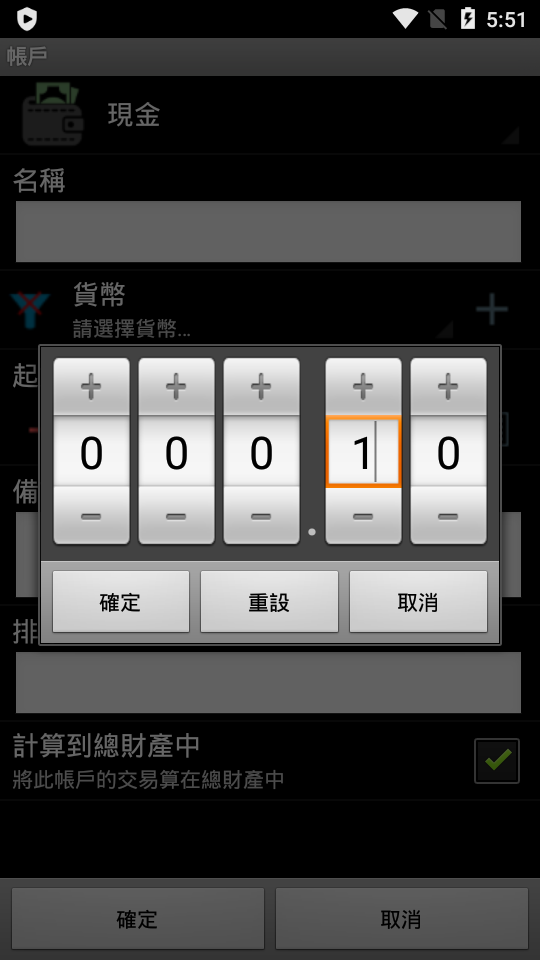 5:51
帳戶
現金
名稱
貨幣
請選擇貨幣...
起
+ + + + +
0 0 0 . 1 0
− − − − −
備
確定 重設 取消
排
計算到總財產中
將此帳戶的交易算在總財產中
確定 取消